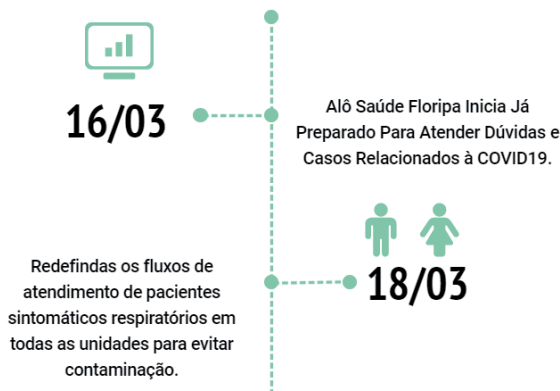 16/03
Alô Saúde Floripa Inicia Já
Preparado Para Atender Dúvidas e
Casos Relacionados à COVID19.
18/03
Redefindas os fluxos de
atendimento de pacientes
sintomáticos respiratórios em
todas as unidades para evitar
contaminação.